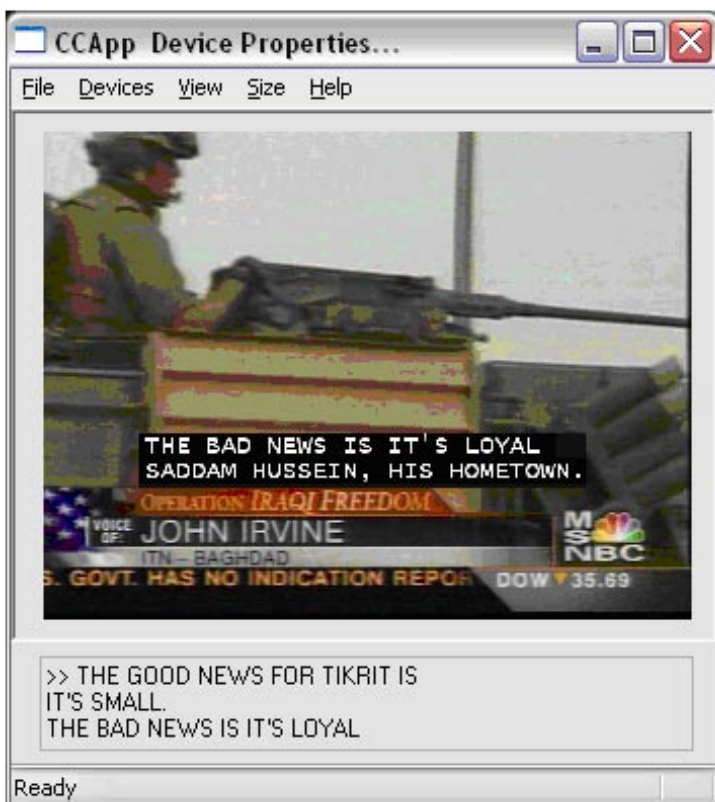 CCApp Device Properties...
File Devices View Size Help
THE BAD NEWS IS IT'S LOYAL
SADDAM HUSSEIN, HIS HOMETOWN.
OPERATION IRAQI FREEDOM
VOICE OF: JOHN IRVINE
ITN - BAGHDAD
MSNBC
S. GOVT. HAS NO INDICATION REPOR
DOW ▼35.69
>> THE GOOD NEWS FOR TIKRIT IS
IT'S SMALL.
THE BAD NEWS IS IT'S LOYAL
Ready